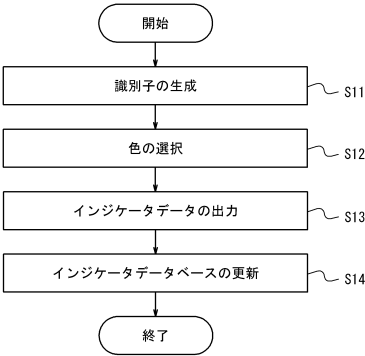 開始
識別子の生成
S11
色の選択
S12
インジケータデータの出力
S13
インジケータデータベースの更新
S14
終了